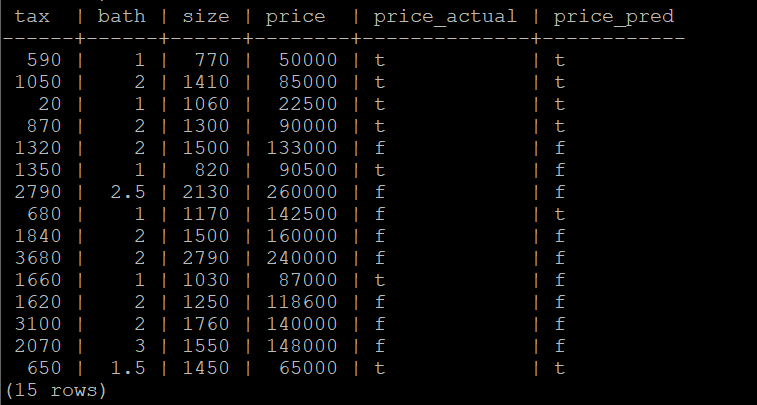 tax  | bath | size | price  | price_actual | price_pred
------+------+------+--------+--------------+------------
  590 |    1 |  770 |  50000 | t            | t
 1050 |    2 | 1410 |  85000 | t            | t
   20 |    1 | 1060 |  22500 | t            | t
  870 |    2 | 1300 |  90000 | t            | t
 1320 |    2 | 1500 | 133000 | f            | f
 1350 |    1 |  820 |  90500 | t            | f
 2790 |  2.5 | 2130 | 260000 | f            | f
  680 |    1 | 1170 | 142500 | f            | t
 1840 |    2 | 1500 | 160000 | f            | f
 3680 |    2 | 2790 | 240000 | f            | f
 1660 |    1 | 1030 |  87000 | t            | f
 1620 |    2 | 1250 | 118600 | f            | f
 3100 |    2 | 1760 | 140000 | f            | f
 2070 |    3 | 1550 | 148000 | f            | f
  650 |  1.5 | 1450 |  65000 | t            | t
(15 rows)